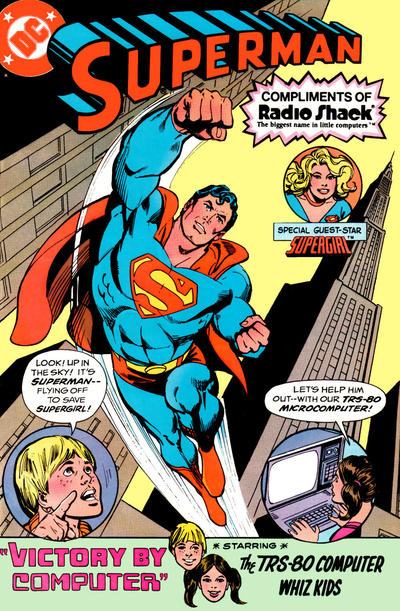 DC
SUPERMAN
COMPLIMENTS OF
Radio Shack®
The biggest name in little computers™
SPECIAL GUEST-STAR
SUPERGIRL™
LOOK! UP IN
THE SKY! IT'S
SUPERMAN--
FLYING OFF
TO SAVE
SUPERGIRL!
LET'S HELP HIM
OUT--WITH OUR TRS-80
MICROCOMPUTER!
"VICTORY BY
COMPUTER"
* STARRING *
The TRS-80 COMPUTER
WHIZ KIDS
S